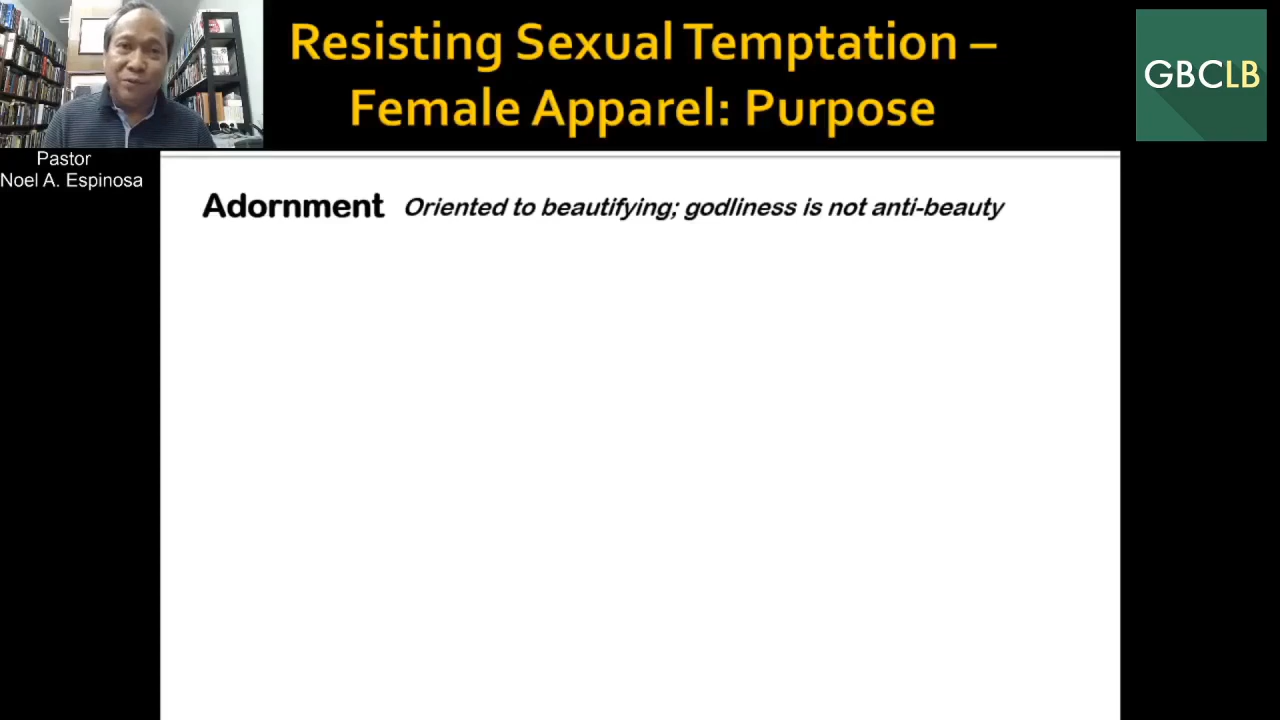 Resisting Sexual Temptation –
Female Apparel: Purpose
GBCLB
Pastor
Noel A. Espinosa
Adornment Oriented to beautifying; godliness is not anti-beauty